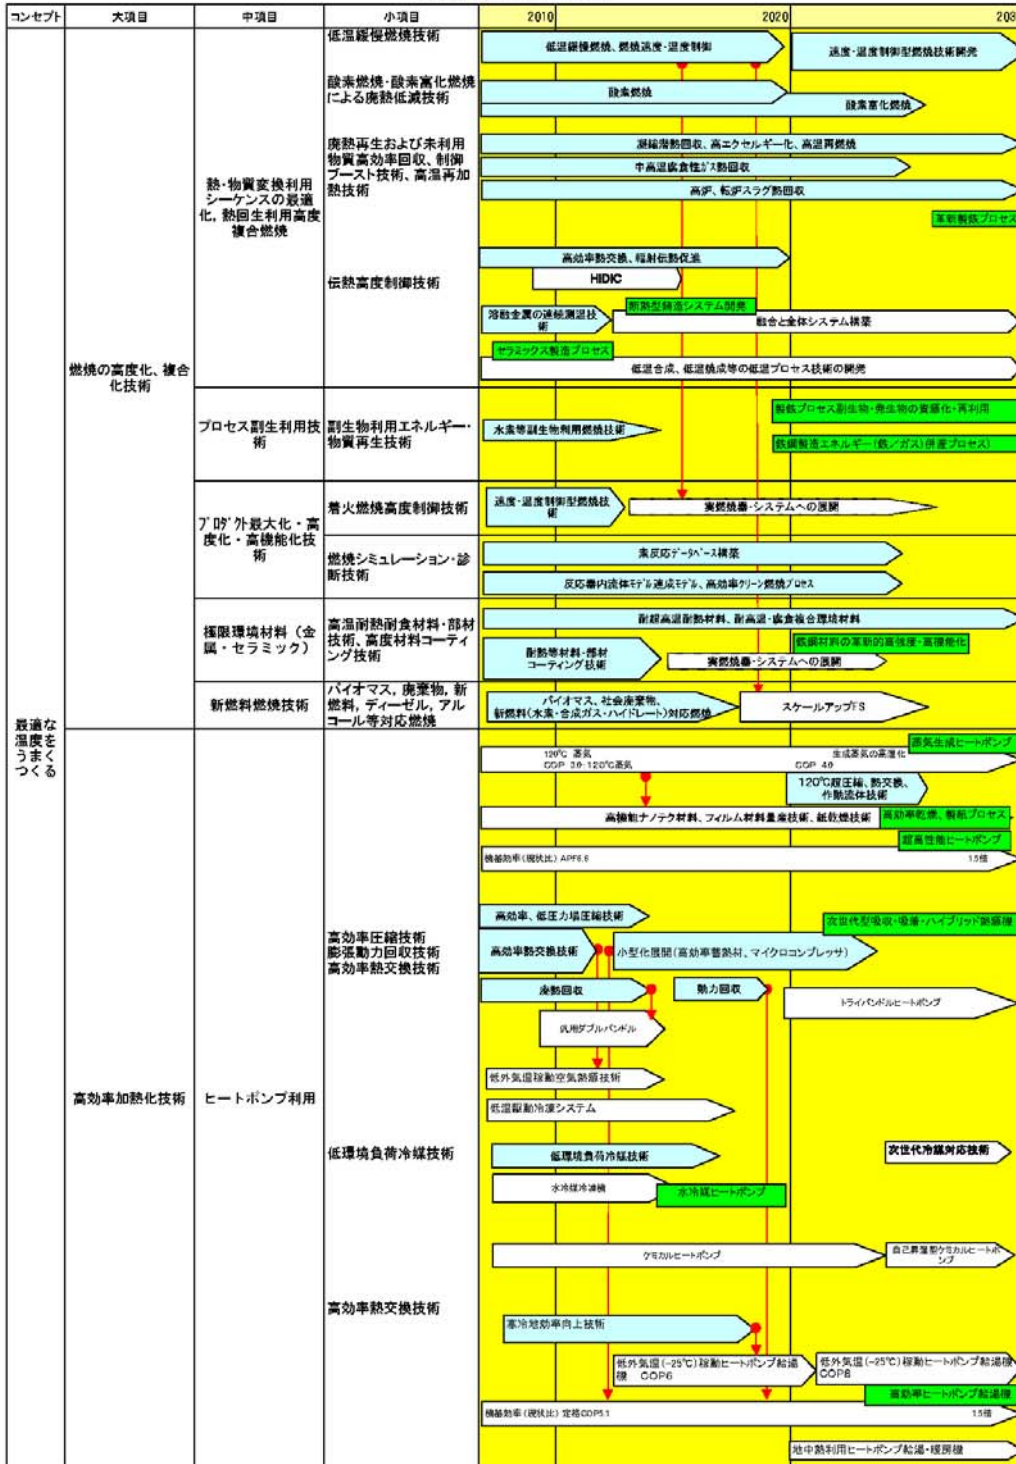 コンセプト 大項目 中項目 小項目 2010 2020 203
最適な
温度を
うまく
つくる
燃焼の高度化、複合
化技術
熱・物質変換利用
シーケンスの最適
化，熱回生利用高度
複合燃焼
低温緩慢燃焼技術
低温緩慢燃焼、燃焼速度・温度制御
速度・温度制御型燃焼技術開発
酸素燃焼・酸素富化燃焼
による廃熱低減技術
酸素燃焼
酸素富化燃焼
廃熱再生および未利用
物質高効率回収、制御
ブースト技術、高温再加
熱技術
凝縮潜熱回収、高エクセルギー化、高温再燃焼
中高温腐食性ガス熱回収
高炉、転炉スラグ熱回収
革新製鉄プロセス
伝熱高度制御技術
高効率熱交換、輻射伝熱促進
HIDiC
断熱型鋳造システム開発
溶融金属の連続測温技
術
融合と全体システム構築
セラミックス製造プロセス
低温合成、低温焼成等の低温プロセス技術の開発
プロセス副生利用技
術
副生物利用エネルギー・
物質再生技術
水素等副生物利用燃焼技術
製鉄プロセス副生物・発生物の資源化・再利用
鉄鋼製造エネルギー(鉄／ガス)併産プロセス)
ﾌﾟﾛﾀﾞｸﾄ最大化・高
度化・高機能化技
術
着火燃焼高度制御技術
速度・温度制御型燃焼技
術
実燃焼器・システムへの展開
燃焼シミュレーション・診
断技術
素反応ﾃﾞｰﾀﾍﾞｰｽ構築
反応器内流体ﾓﾃﾞﾙ連成ﾓﾃﾞﾙ、高効率ｸﾘｰﾝ燃焼ﾌﾟﾛｾｽ
極限環境材料（金
属・セラミック）
高温耐熱耐食材料・部材
技術、高度材料コーティ
ング技術
耐超高温耐熱材料、耐高温・腐食複合環境材料
鉄鋼材料の革新的高強度・高機能化
耐熱等材料・部材
コーティング技術
実燃焼器・システムへの展開
新燃料燃焼技術
バイオマス，廃棄物，新
燃料，ディーゼル，アル
コール等対応燃焼
バイオマス、社会廃棄物、
新燃料(水素・合成ガス・ハイドレート)対応燃焼
スケールアップFS
高効率加熱化技術
ヒートポンプ利用
蒸気生成ヒートポンプ
120℃ 蒸気 生成蒸気の高温化
COP 3.0:120℃蒸気 COP 4.0
120℃超圧縮、熱交換、
作動流体技術
高機能ナノテク材料、フィルム材料量産技術、紙乾燥技術
高効率乾燥、製紙プロセス
超高性能ヒートポンプ
機器効率(現状比) APF6.6 1.5倍
高効率圧縮技術
膨張動力回収技術
高効率熱交換技術
高効率、低圧力場圧縮技術
次世代型吸収・吸着・ハイブリッド熱源機
高効率熱交換技術
小型化展開(高効率蓄熱材、マイクロコンプレッサ)
廃熱回収
動力回収
トライバンドルヒートポンプ
汎用ダブルバンドル
低外気温稼動空気熱源技術
低温駆動冷凍システム
低環境負荷冷媒技術
低環境負荷冷媒技術
次世代冷媒対応技術
水冷媒冷凍機
水冷媒ヒートポンプ
ケミカルヒートポンプ
自己昇温型ケミカルヒートポ
ンプ
高効率熱交換技術
寒冷地効率向上技術
低外気温(-25℃)稼動ヒートポンプ給湯
機 COP6
低外気温(-25℃)稼動ヒートポンプ給湯機
COP8
高効率ヒートポンプ給湯機
機器効率(現状比) 定格COP5.1 1.5倍
地中熱利用ヒートポンプ給湯・暖房機